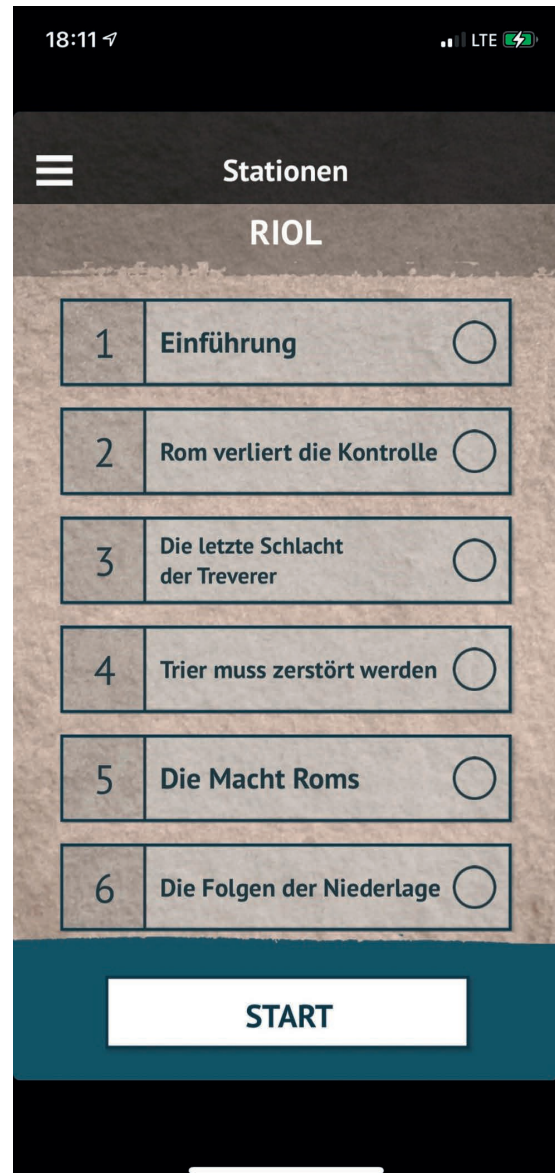 18:11
LTE
Stationen
RIOL
1
Einführung
2
Rom verliert die Kontrolle
3
Die letzte Schlacht
der Treverer
4
Trier muss zerstört werden
5
Die Macht Roms
6
Die Folgen der Niederlage
START